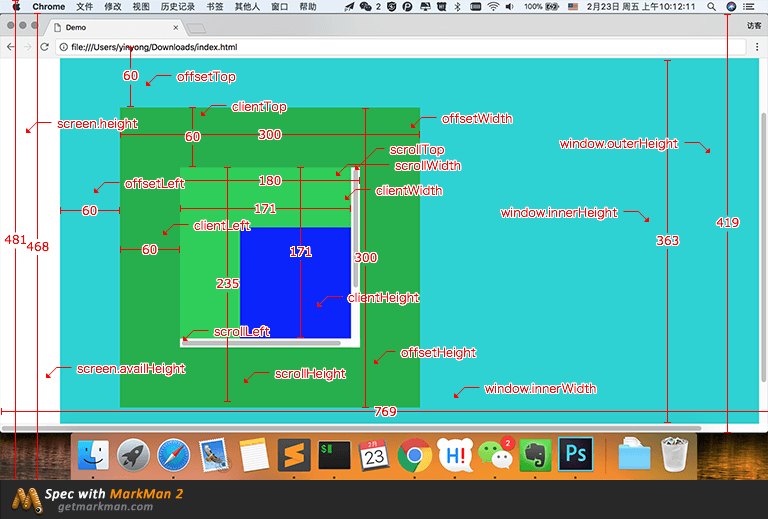 Chrome 文件 修改 视图 历史记录 书签 其他人 窗口 帮助 2 100% 2月23日 周五 上午10:12:11
Demo 访客
file:///Users/yinyong/Downloads/index.html
60 offsetTop
clientTop
screen.height 60 300 offsetWidth
window.outerHeight
scrollTop
scrollWidth
offsetLeft 180 clientWidth
60 171
window.innerHeight
clientLeft 419
481 468 60 171 300 363
235
clientHeight
scrollLeft
offsetHeight
screen.availHeight scrollHeight
window.innerWidth
769
S $ 2月 23 Hi 2 Ps
Spec with MarkMan 2
getmarkman.com